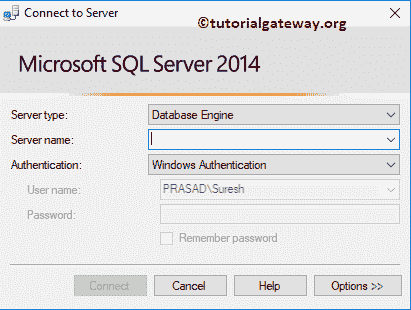 Connect to Server
©tutorialgateway.org
Microsoft SQL Server 2014
Server type: Database Engine
Server name:
Authentication: Windows Authentication
User name: PRASAD\Suresh
Password:
Remember password
Connect Cancel Help Options >>